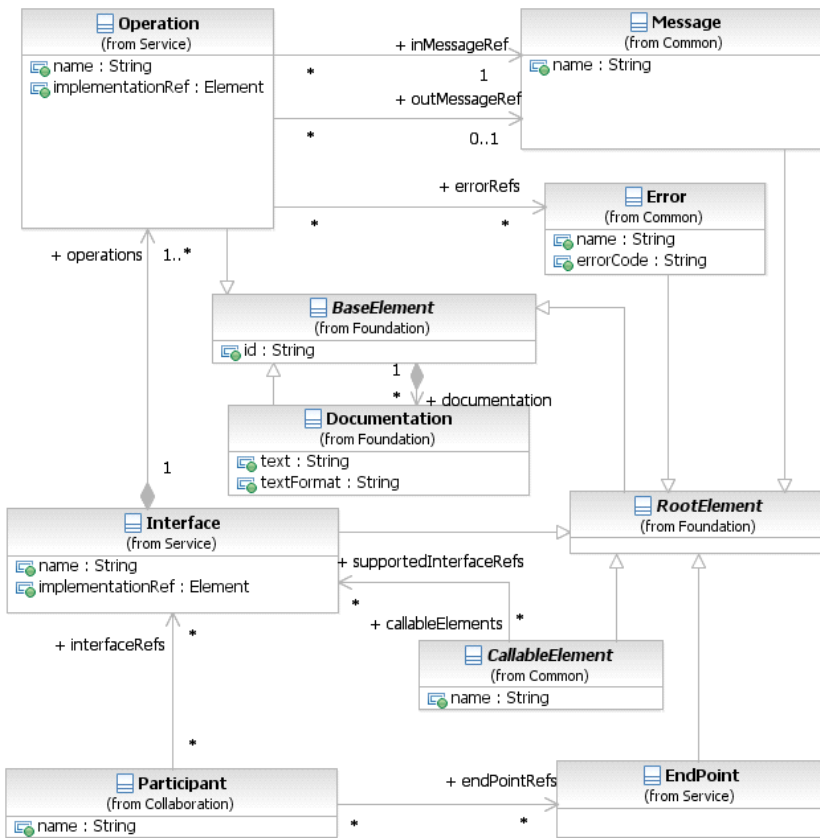 Operation
(from Service)
name : String
implementationRef : Element
+ inMessageRef
*
1
+ outMessageRef
*
0..1
Message
(from Common)
name : String
+ errorRefs
*
*
Error
(from Common)
name : String
errorCode : String
+ operations
1..*
BaseElement
(from Foundation)
id : String
1
*
+ documentation
Documentation
(from Foundation)
text : String
textFormat : String
1
Interface
(from Service)
name : String
implementationRef : Element
RootElement
(from Foundation)
+ supportedInterfaceRefs
*
+ callableElements
*
+ interfaceRefs
*
CallableElement
(from Common)
name : String
*
Participant
(from Collaboration)
name : String
+ endPointRefs
*
*
EndPoint
(from Service)